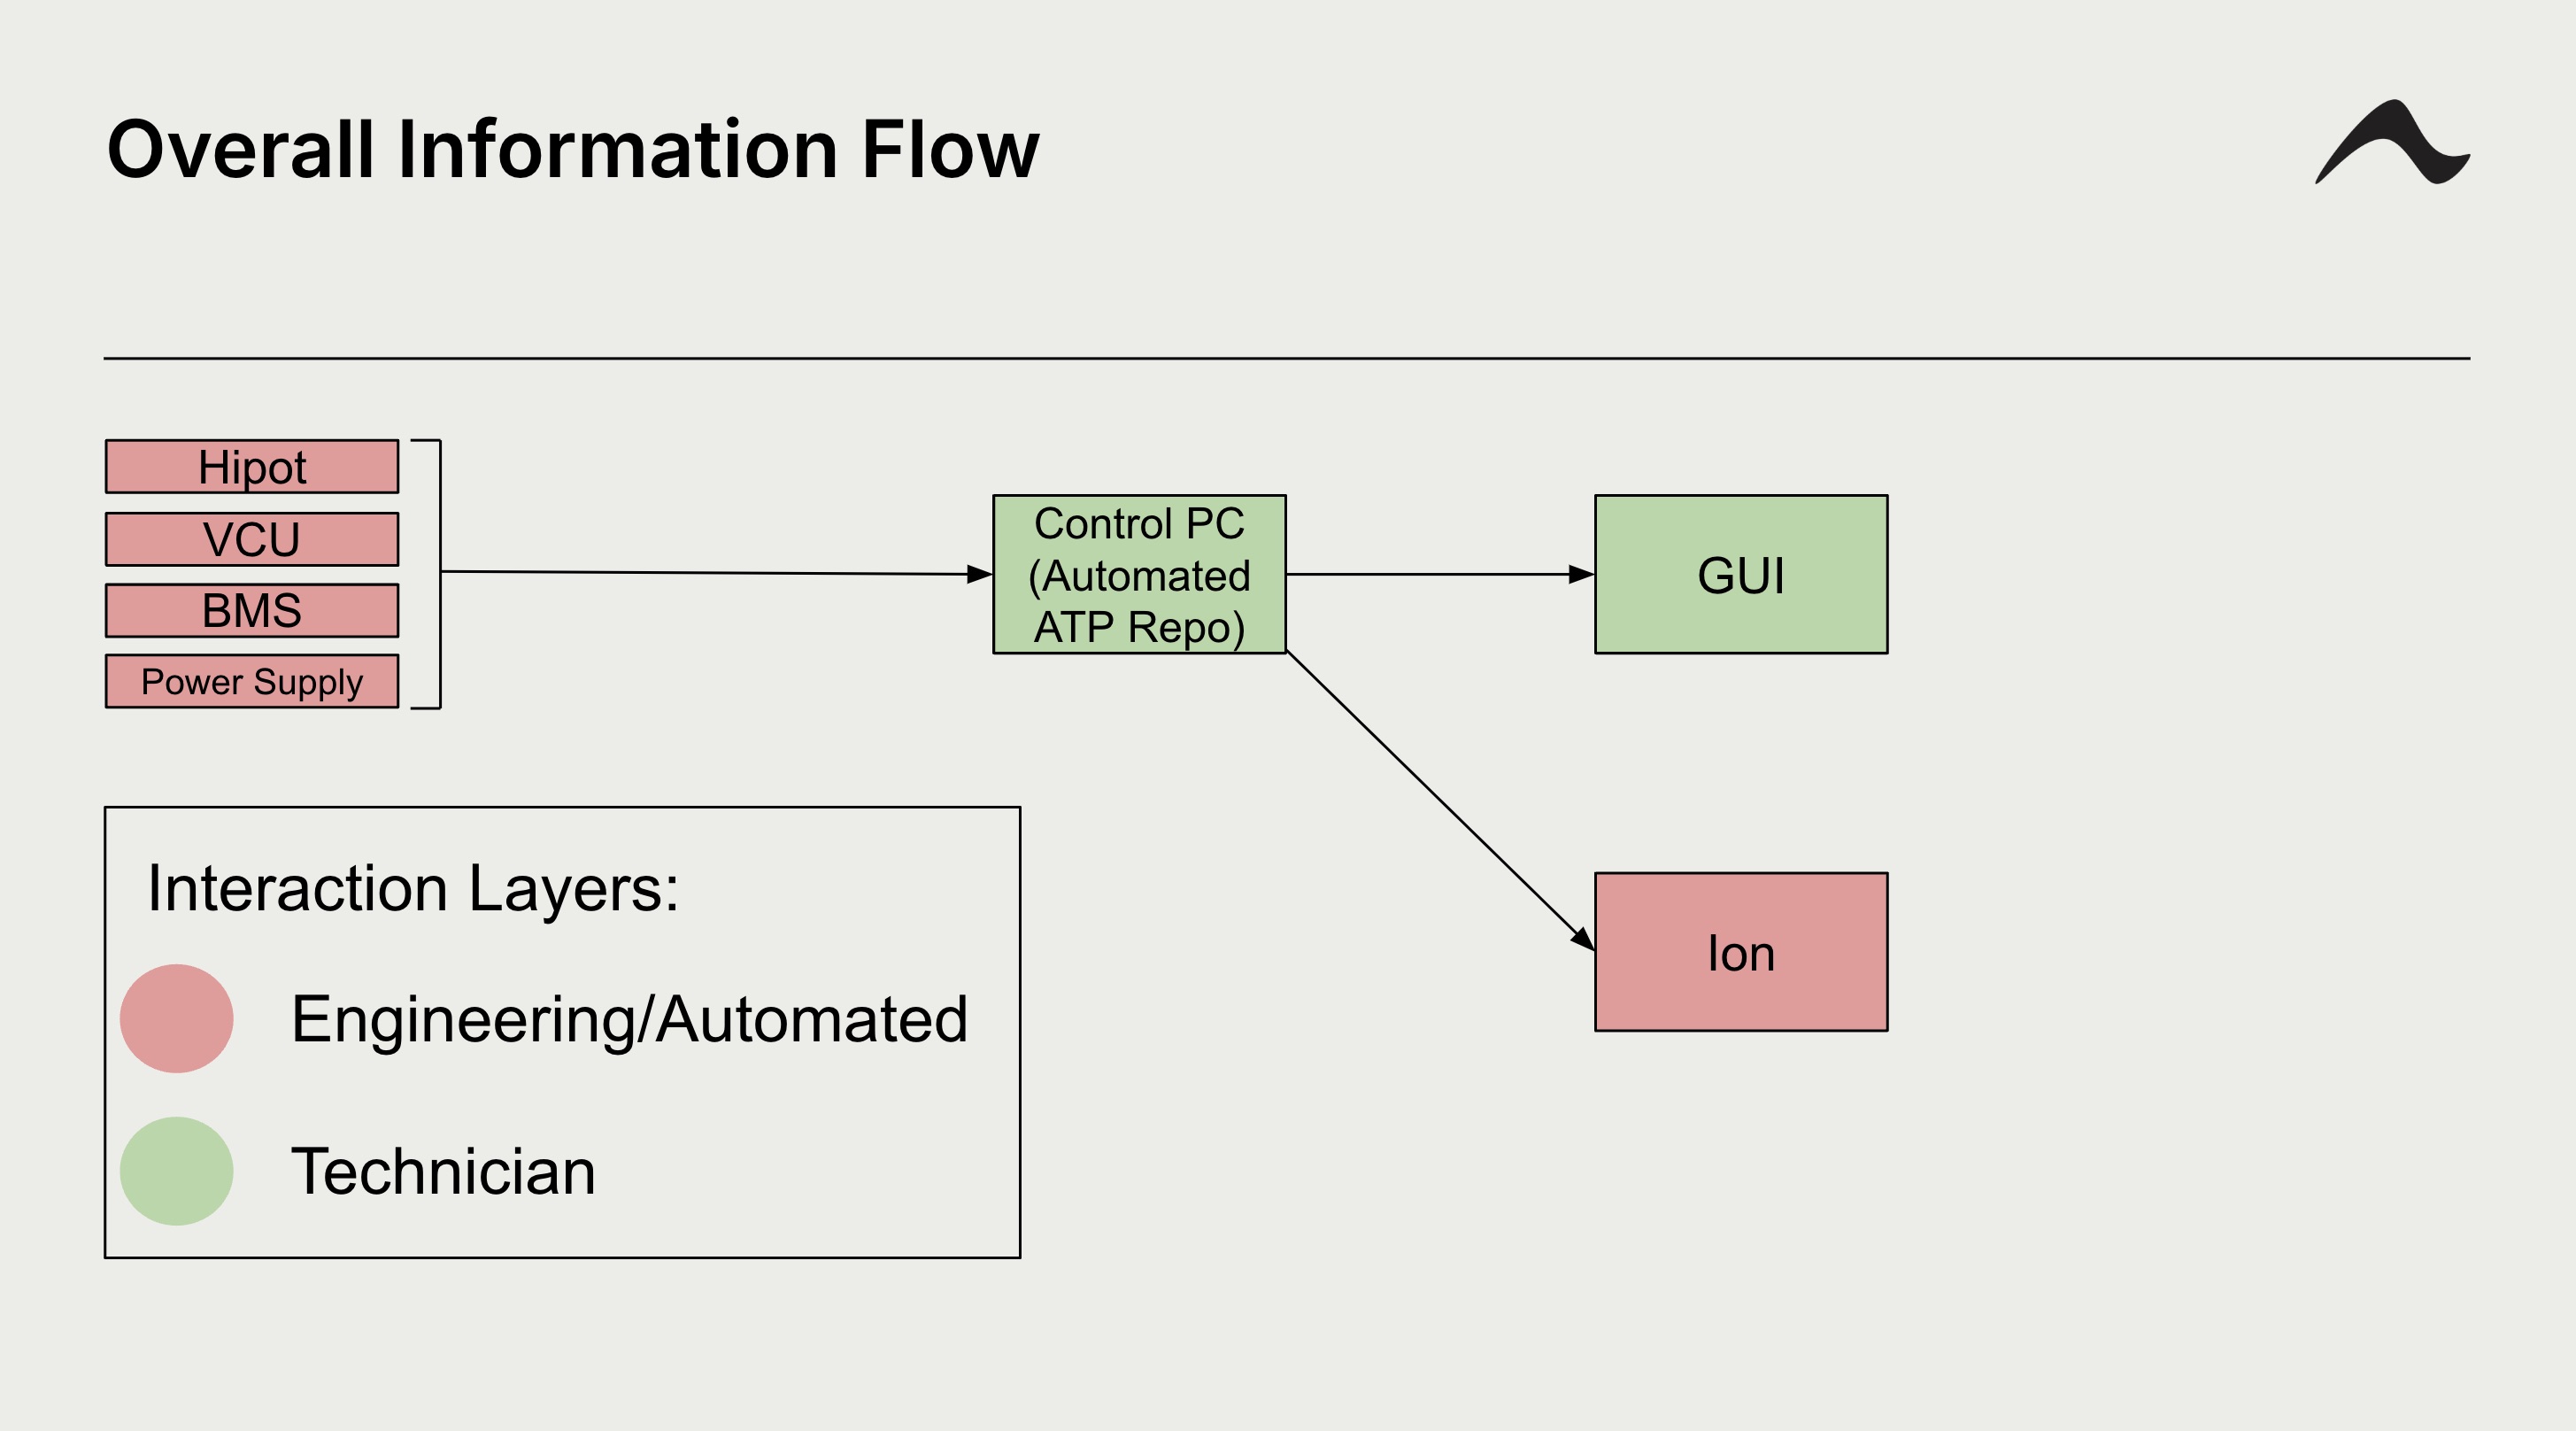 Overall Information Flow
Hipot
VCU
BMS
Power Supply
Control PC
(Automated
ATP Repo)
GUI
Ion
Interaction Layers:
Engineering/Automated
Technician